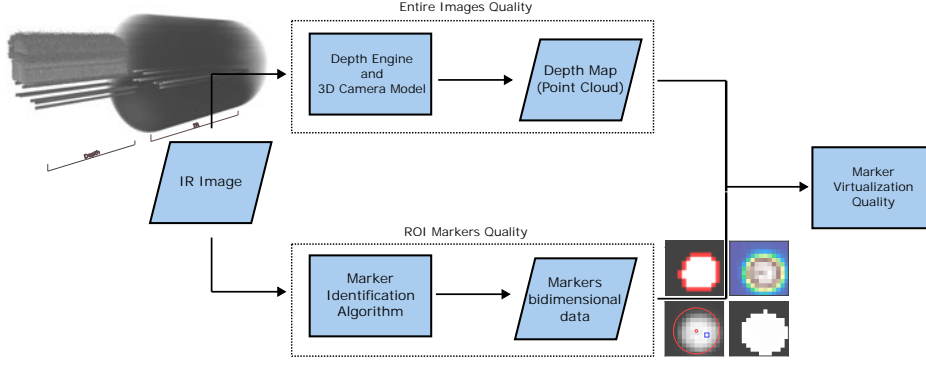 Entire Images Quality
Depth Engine
and
3D Camera Model
Depth Map
(Point Cloud)
Depth
IR
IR Image
Marker
Virtualization
Quality
ROI Markers Quality
Marker
Identification
Algorithm
Markers
bidimensional
data